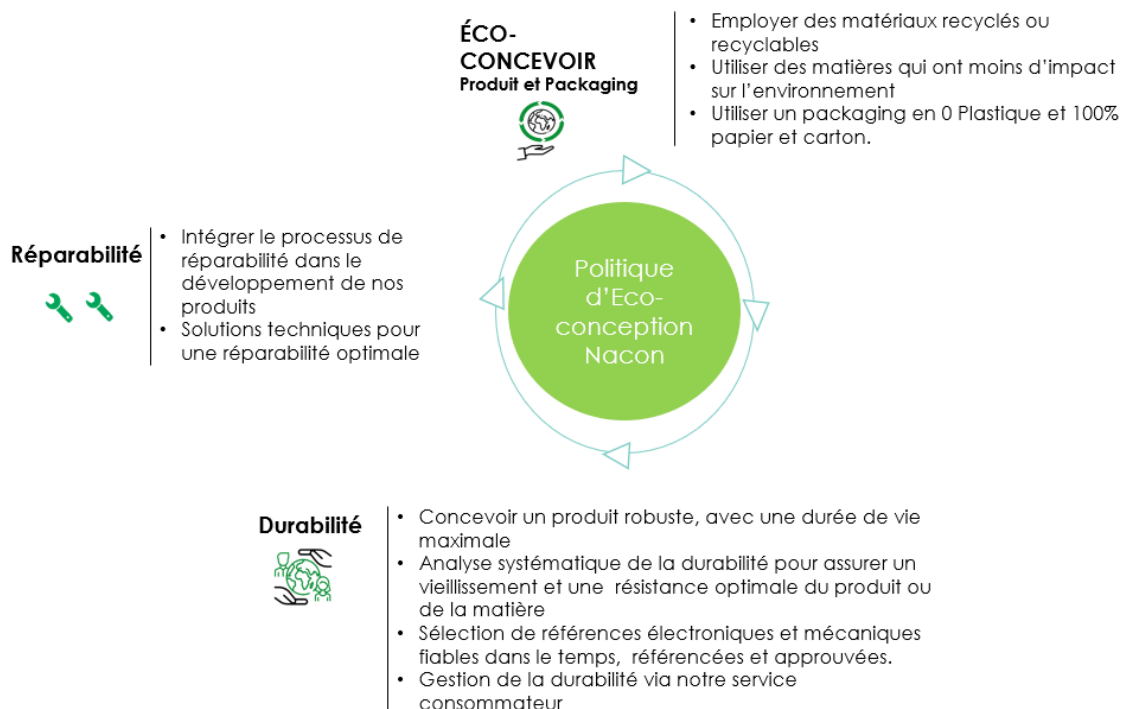 ÉCO-
CONCEVOIR
Produit et Packaging
• Employer des matériaux recyclés ou
recyclables
• Utiliser des matières qui ont moins d'impact
sur l'environnement
• Utiliser un packaging en 0 Plastique et 100%
papier et carton.
Réparabilité
• Intégrer le processus de
réparabilité dans le
développement de nos
produits
• Solutions techniques pour
une réparabilité optimale
Politique
d'Eco-
conception
Nacon
Durabilité
• Concevoir un produit robuste, avec une durée de vie
maximale
• Analyse systématique de la durabilité pour assurer un
vieillissement et une  résistance optimale du produit ou
de la matière
• Sélection de références électroniques et mécaniques
fiables dans le temps,  référencées et approuvées.
• Gestion de la durabilité via notre service
consommateur